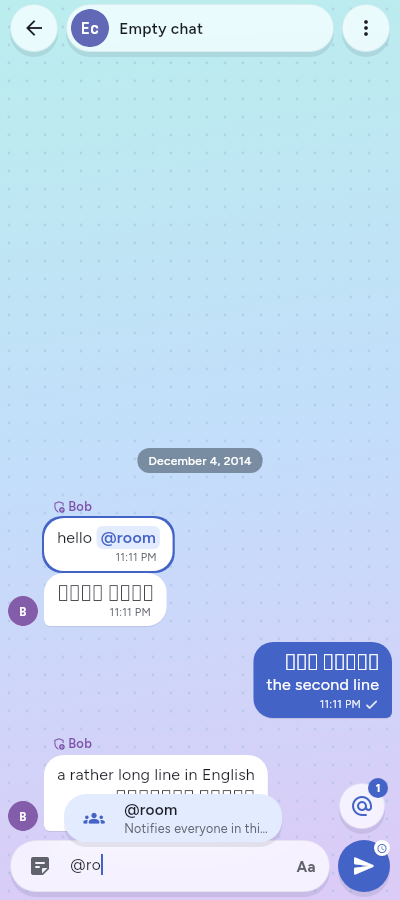 Ec Empty chat
December 4, 2014
Bob
hello @room
11:11 PM
B
11:11 PM
the second line
11:11 PM
Bob
a rather long line in English
B
1
@room
Notifies everyone in thi…
@ro
Aa